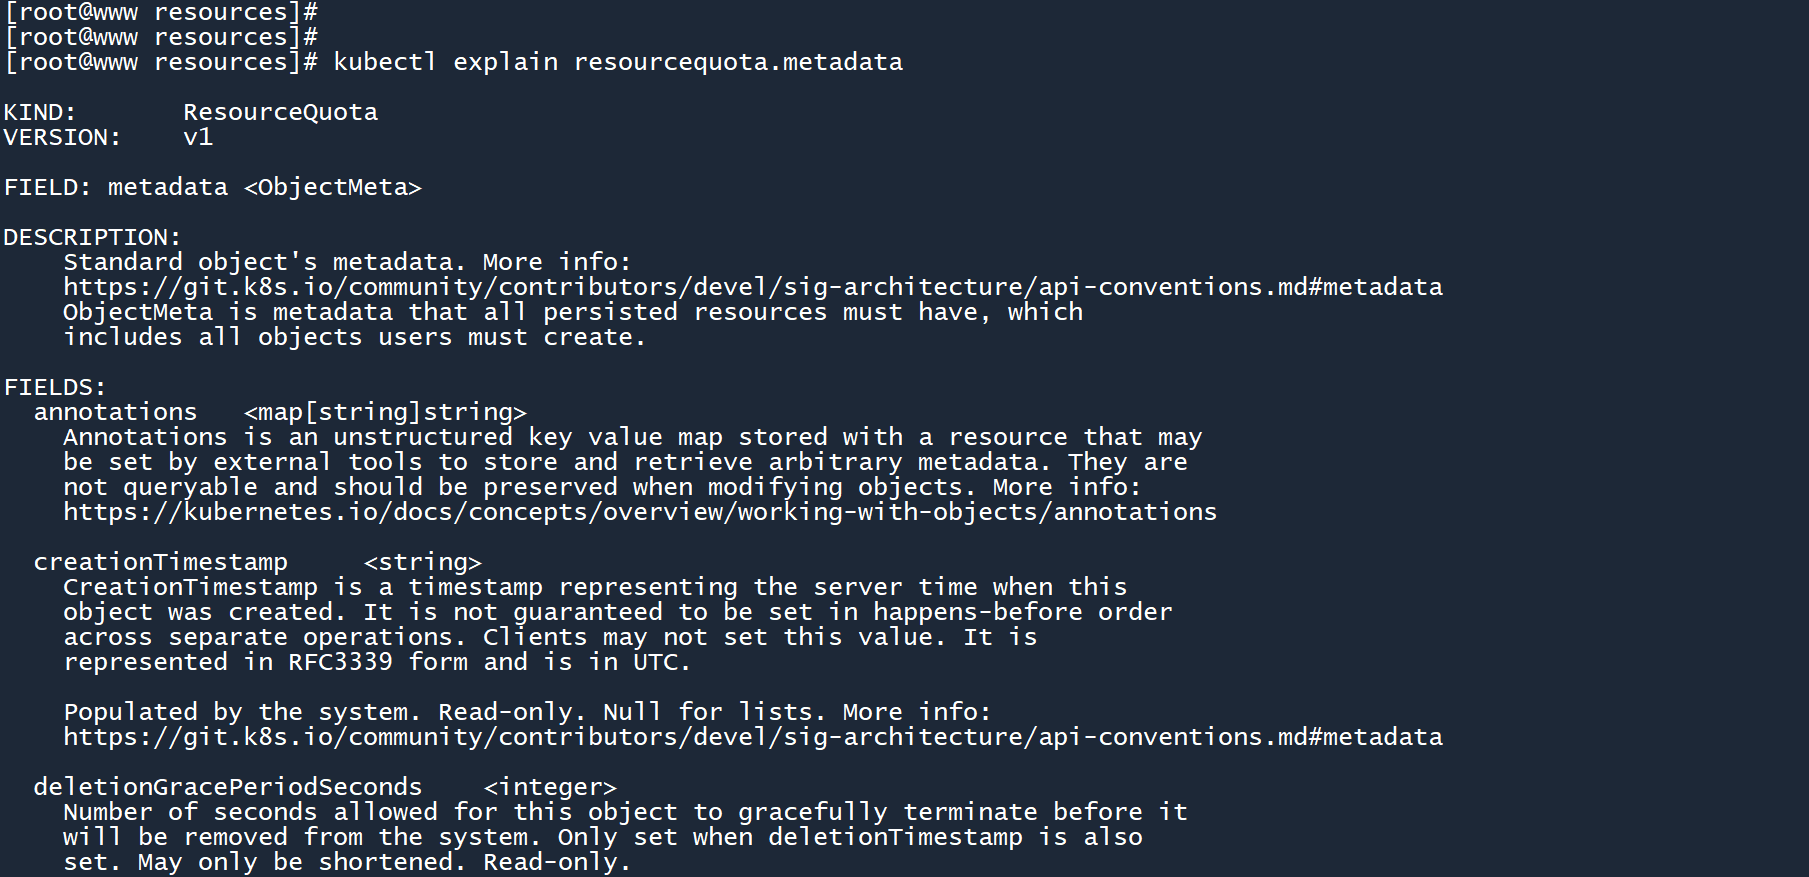 [root@www resources]#
[root@www resources]#
[root@www resources]# kubectl explain resourcequota.metadata
KIND:       ResourceQuota
VERSION:    v1
FIELD: metadata <ObjectMeta>
DESCRIPTION:
    Standard object's metadata. More info:
    https://git.k8s.io/community/contributors/devel/sig-architecture/api-conventions.md#metadata
    ObjectMeta is metadata that all persisted resources must have, which
    includes all objects users must create.
FIELDS:
  annotations   <map[string]string>
    Annotations is an unstructured key value map stored with a resource that may
    be set by external tools to store and retrieve arbitrary metadata. They are
    not queryable and should be preserved when modifying objects. More info:
    https://kubernetes.io/docs/concepts/overview/working-with-objects/annotations
  creationTimestamp     <string>
    CreationTimestamp is a timestamp representing the server time when this
    object was created. It is not guaranteed to be set in happens-before order
    across separate operations. Clients may not set this value. It is
    represented in RFC3339 form and is in UTC.
    Populated by the system. Read-only. Null for lists. More info:
    https://git.k8s.io/community/contributors/devel/sig-architecture/api-conventions.md#metadata
  deletionGracePeriodSeconds    <integer>
    Number of seconds allowed for this object to gracefully terminate before it
    will be removed from the system. Only set when deletionTimestamp is also
    set. May only be shortened. Read-only.